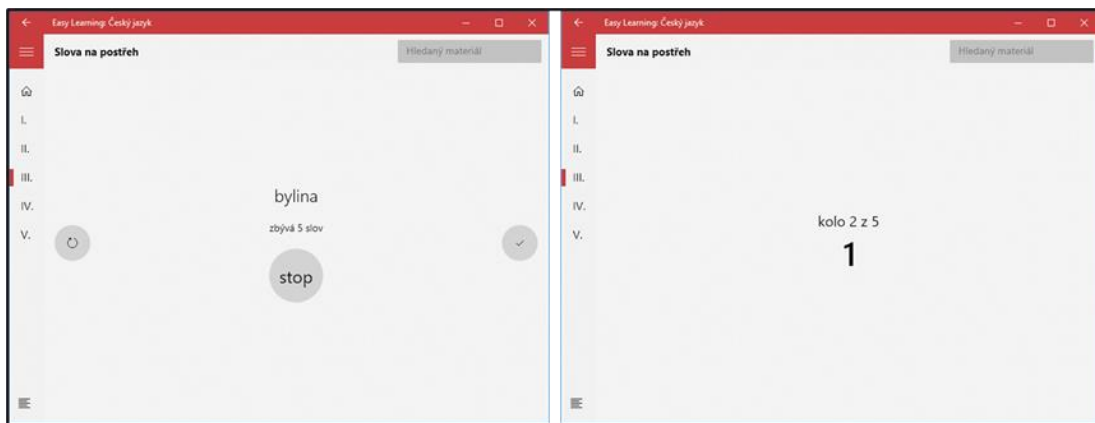 Easy Learning: Český jazyk
Slova na postřeh
Hledaný materiál
I.
II.
III.
IV.
V.
bylina
zbývá 5 slov
stop
Easy Learning: Český jazyk
Slova na postřeh
Hledaný materiál
I.
II.
III.
IV.
V.
kolo 2 z 5
1